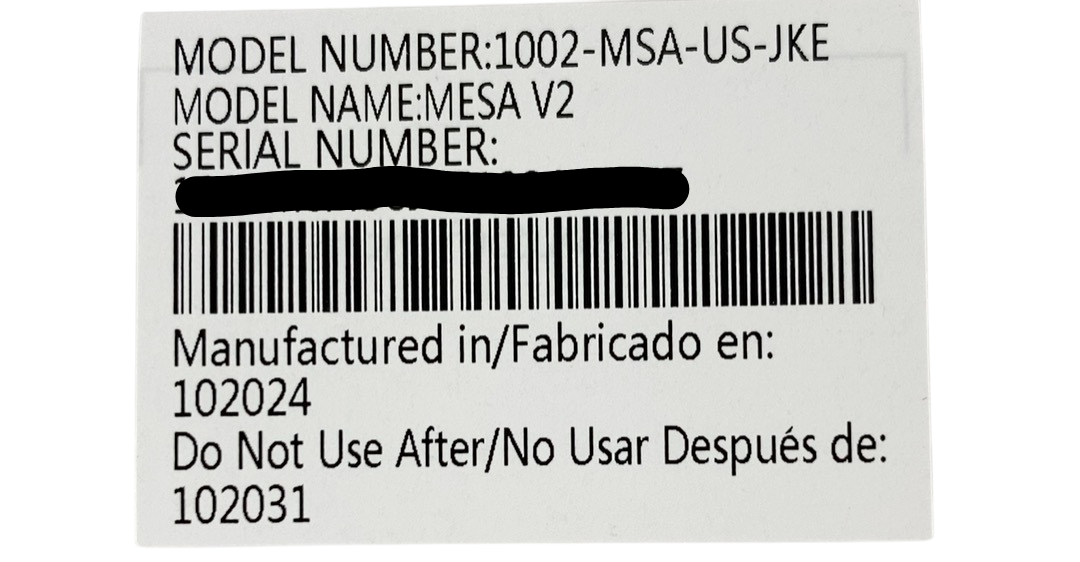 MODEL NUMBER:1002-MSA-US-JKE
MODEL NAME:MESA V2
SERIAL NUMBER:
Manufactured in/Fabricado en:
102024
Do Not Use After/No Usar Después de:
102031